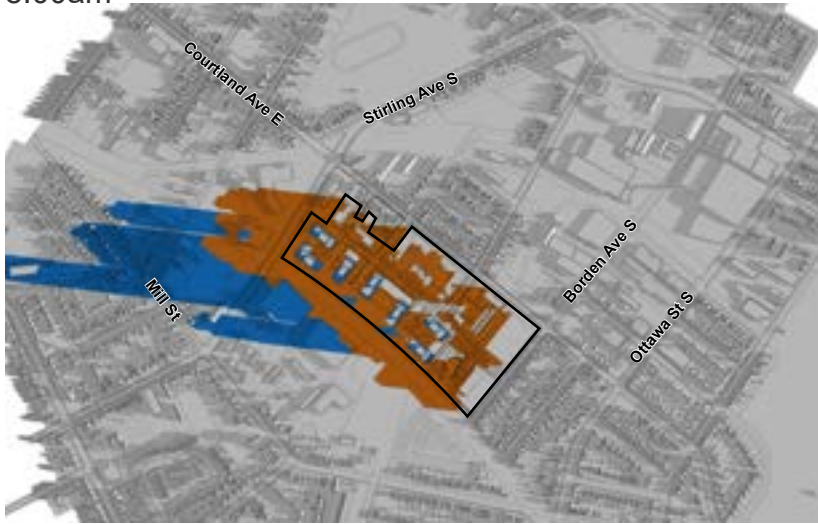 Courtland Ave E
Stirling Ave S
Borden Ave S
Mill St
Ottawa St S